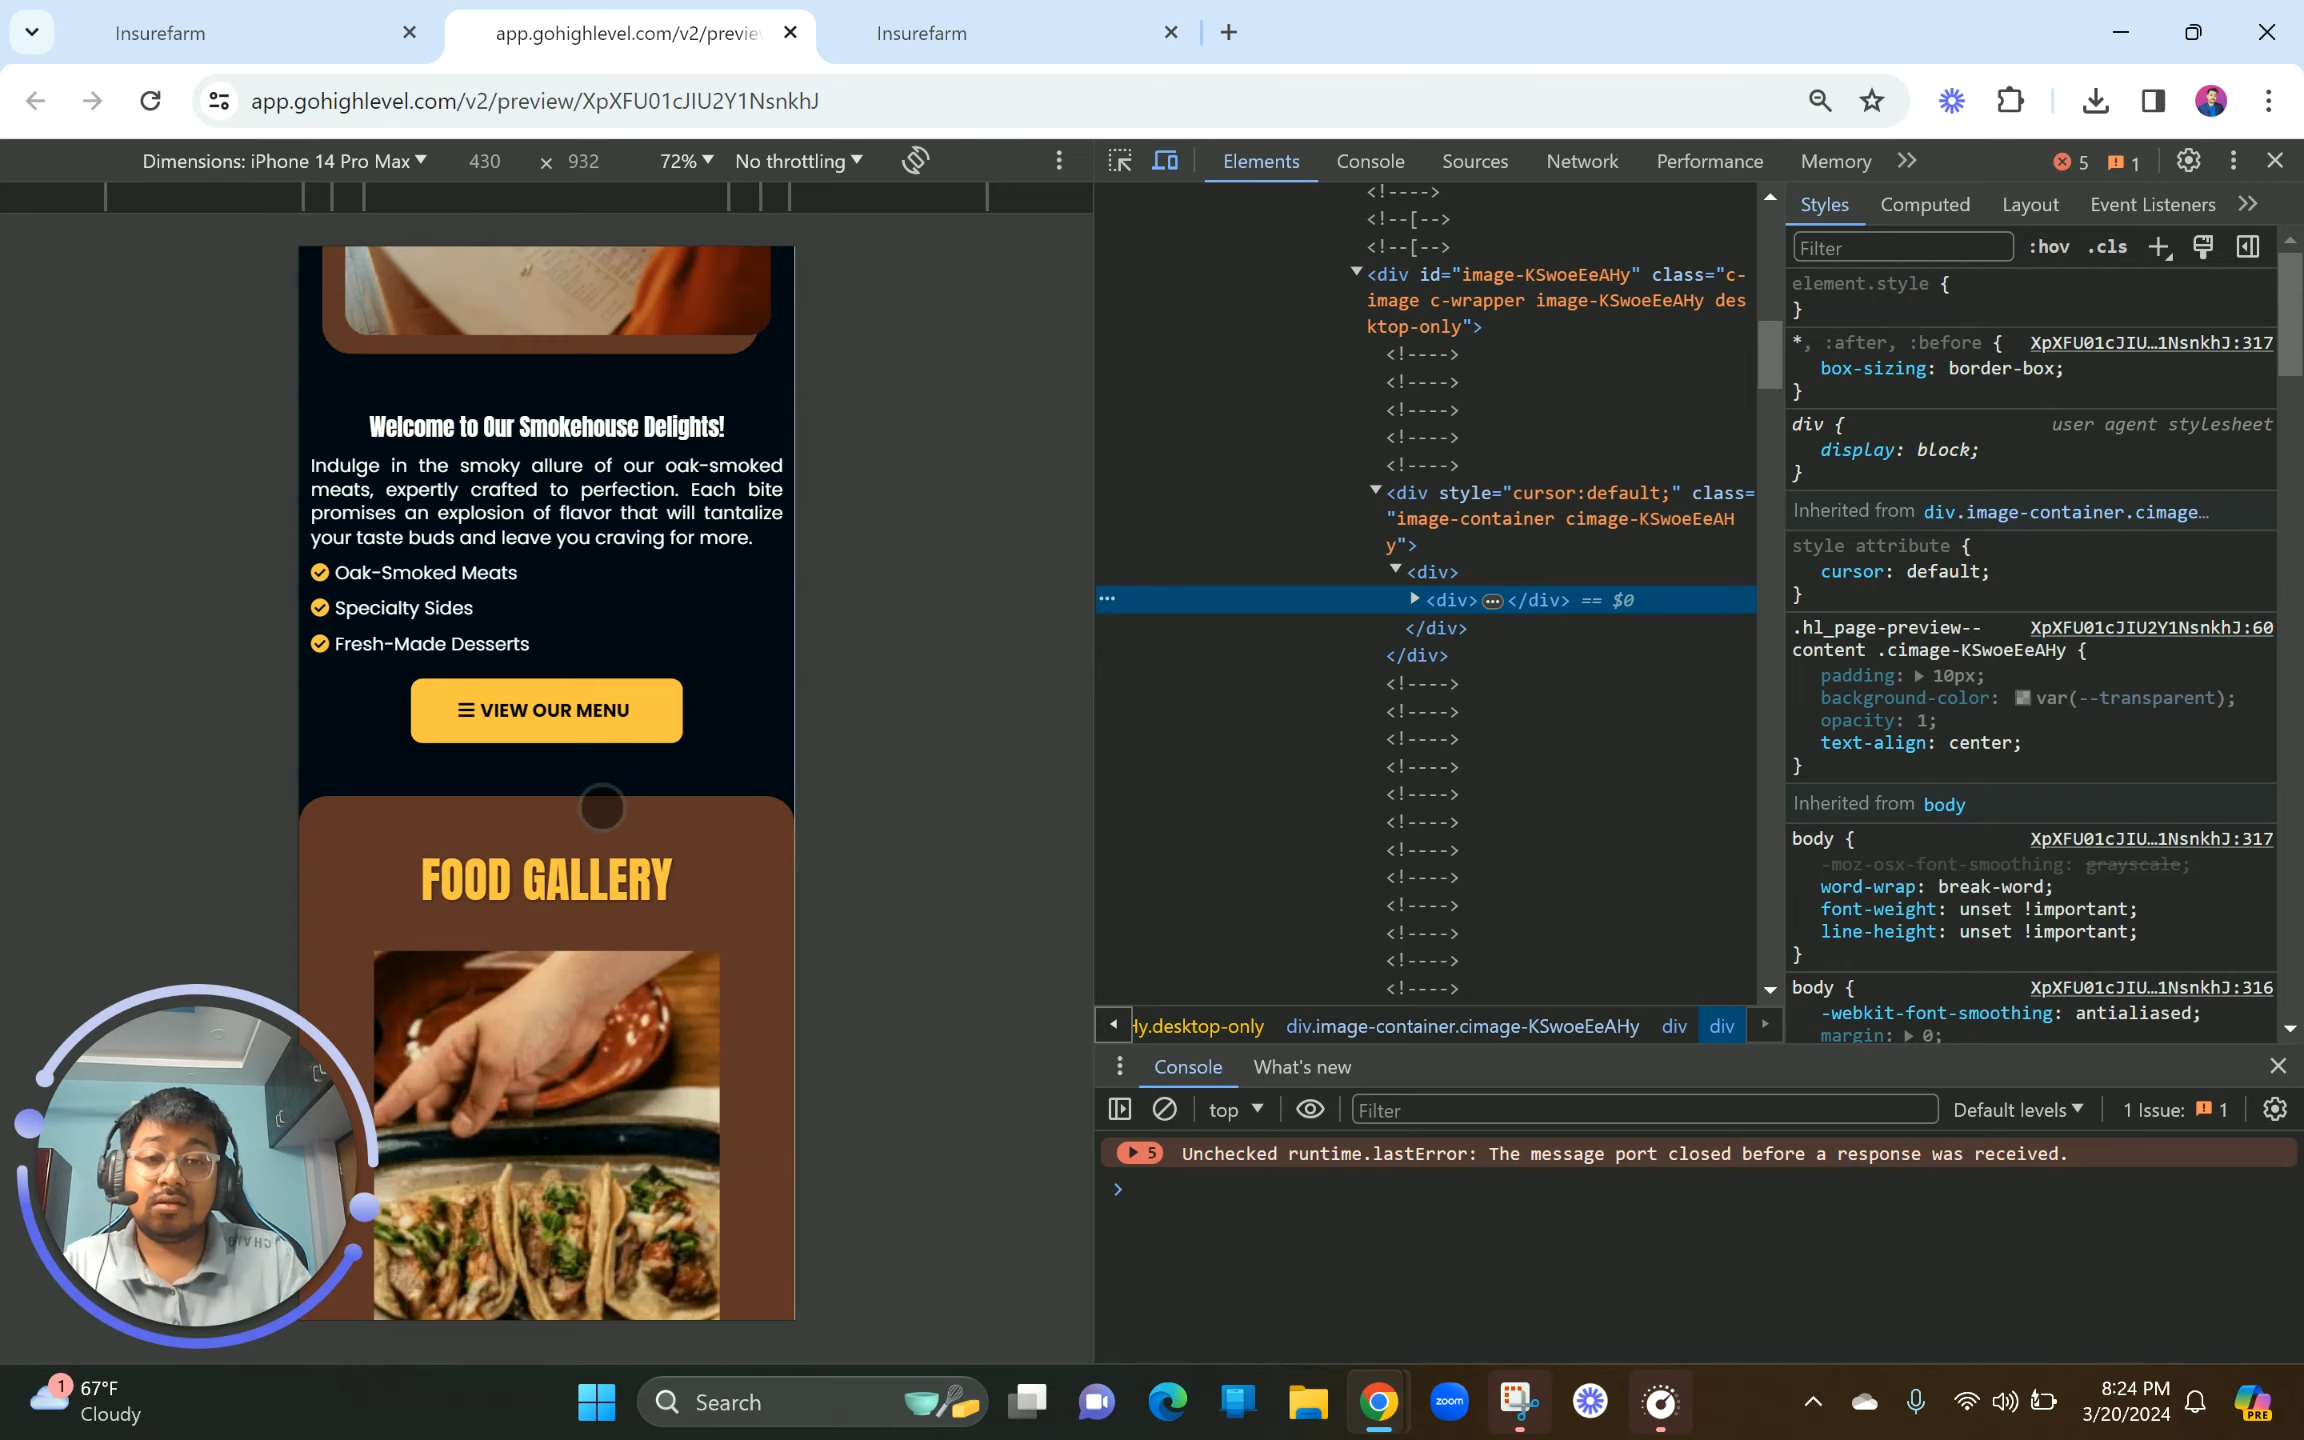 Insurefarm
app.gohighlevel.com/v2/previe
Insurefarm
app.gohighlevel.com/v2/preview/XpXFU01cJIU2Y1NsnkhJ
Dimensions: iPhone 14 Pro Max
430 × 932
72%
No throttling
Elements
Console
Sources
Network
Performance
Memory
5
1
Welcome to Our Smokehouse Delights!
Indulge in the smoky allure of our oak-smoked
meats, expertly crafted to perfection. Each bite
promises an explosion of flavor that will tantalize
your taste buds and leave you craving for more.
Oak-Smoked Meats
Specialty Sides
Fresh-Made Desserts
VIEW OUR MENU
FOOD GALLERY
<!---->
<!--[-->
<!--[-->
<div id="image-KSwoeEeAHy" class="c-
image c-wrapper image-KSwoeEeAHy des
ktop-only">
<!---->
<!---->
<!---->
<!---->
<!---->
<div style="cursor:default;" class=
"image-container cimage-KSwoeEeAH
y">
<div>
<div>…</div> == $0
</div>
</div>
<!---->
<!---->
<!---->
<!---->
<!---->
<!---->
<!---->
<!---->
<!---->
<!---->
<!---->
<!---->
Hy.desktop-only
div.image-container.cimage-KSwoeEeAHy
div
div
Styles
Computed
Layout
Event Listeners
Filter
:hov
.cls
element.style {
}
*, :after, :before { XpXFU01cJIU…1NsnkhJ:317
box-sizing: border-box;
}
div { user agent stylesheet
display: block;
}
Inherited from div.image-container.cimage…
style attribute {
cursor: default;
}
.hl_page-preview-- XpXFU01cJIU2Y1NsnkhJ:60
content .cimage-KSwoeEeAHy {
padding: 10px;
background-color: var(--transparent);
opacity: 1;
text-align: center;
}
Inherited from body
body { XpXFU01cJIU…1NsnkhJ:317
-moz-osx-font-smoothing: grayscale;
word-wrap: break-word;
font-weight: unset !important;
line-height: unset !important;
}
body { XpXFU01cJIU…1NsnkhJ:316
-webkit-font-smoothing: antialiased;
margin: 0;
Console
What's new
top
Filter
Default levels
1 Issue: 1
5 Unchecked runtime.lastError: The message port closed before a response was received.
1
67°F
Cloudy
Search
zoom
8:24 PM
3/20/2024
PRE